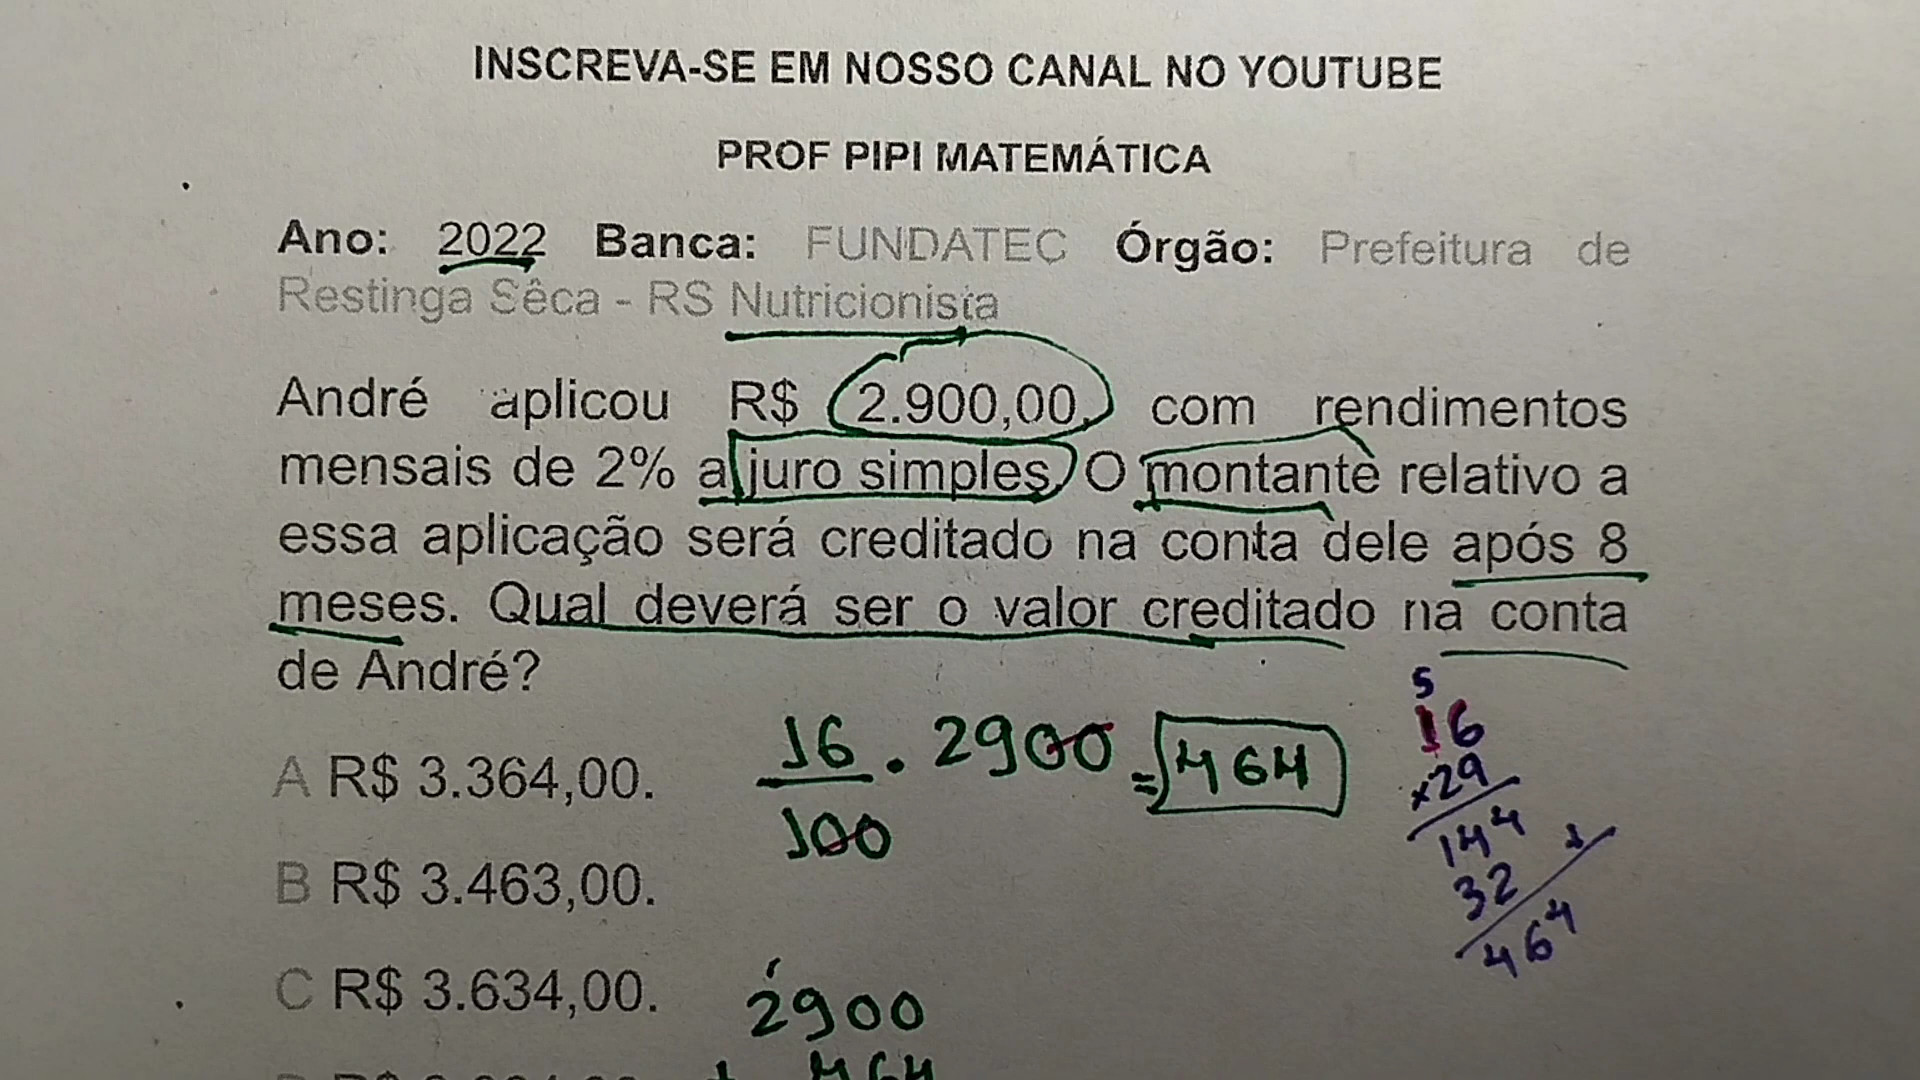 INSCREVA-SE EM NOSSO CANAL NO YOUTUBE
PROF PIPI MATEMÁTICA
Ano: 2022 Banca: FUNDATEC Órgão: Prefeitura de
Restinga Sêca - RS Nutricionista
André aplicou R$ 2.900,00, com rendimentos
mensais de 2% a juro simples. O montante relativo a
essa aplicação será creditado na conta dele após 8
meses. Qual deverá ser o valor creditado na conta
de André?
A R$ 3.364,00.
B R$ 3.463,00.
C R$ 3.634,00.
16 . 2900 = 464
100
5
16
x29
144 +
32
464
1
2900
+ 464